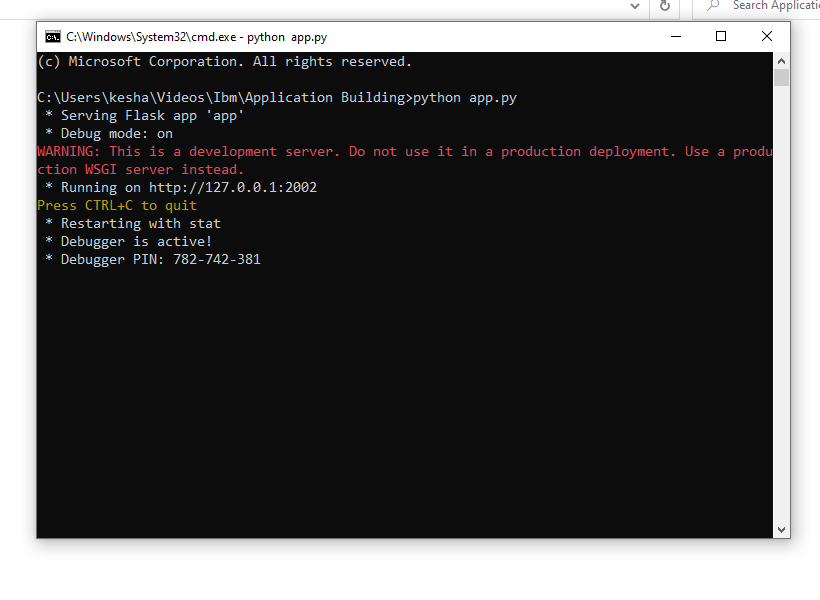 Search Applicati
C:\Windows\System32\cmd.exe - python app.py
(c) Microsoft Corporation. All rights reserved.
C:\Users\kesha\Videos\Ibm\Application Building>python app.py
* Serving Flask app 'app'
* Debug mode: on
WARNING: This is a development server. Do not use it in a production deployment. Use a produ
ction WSGI server instead.
* Running on http://127.0.0.1:2002
Press CTRL+C to quit
* Restarting with stat
* Debugger is active!
* Debugger PIN: 782-742-381